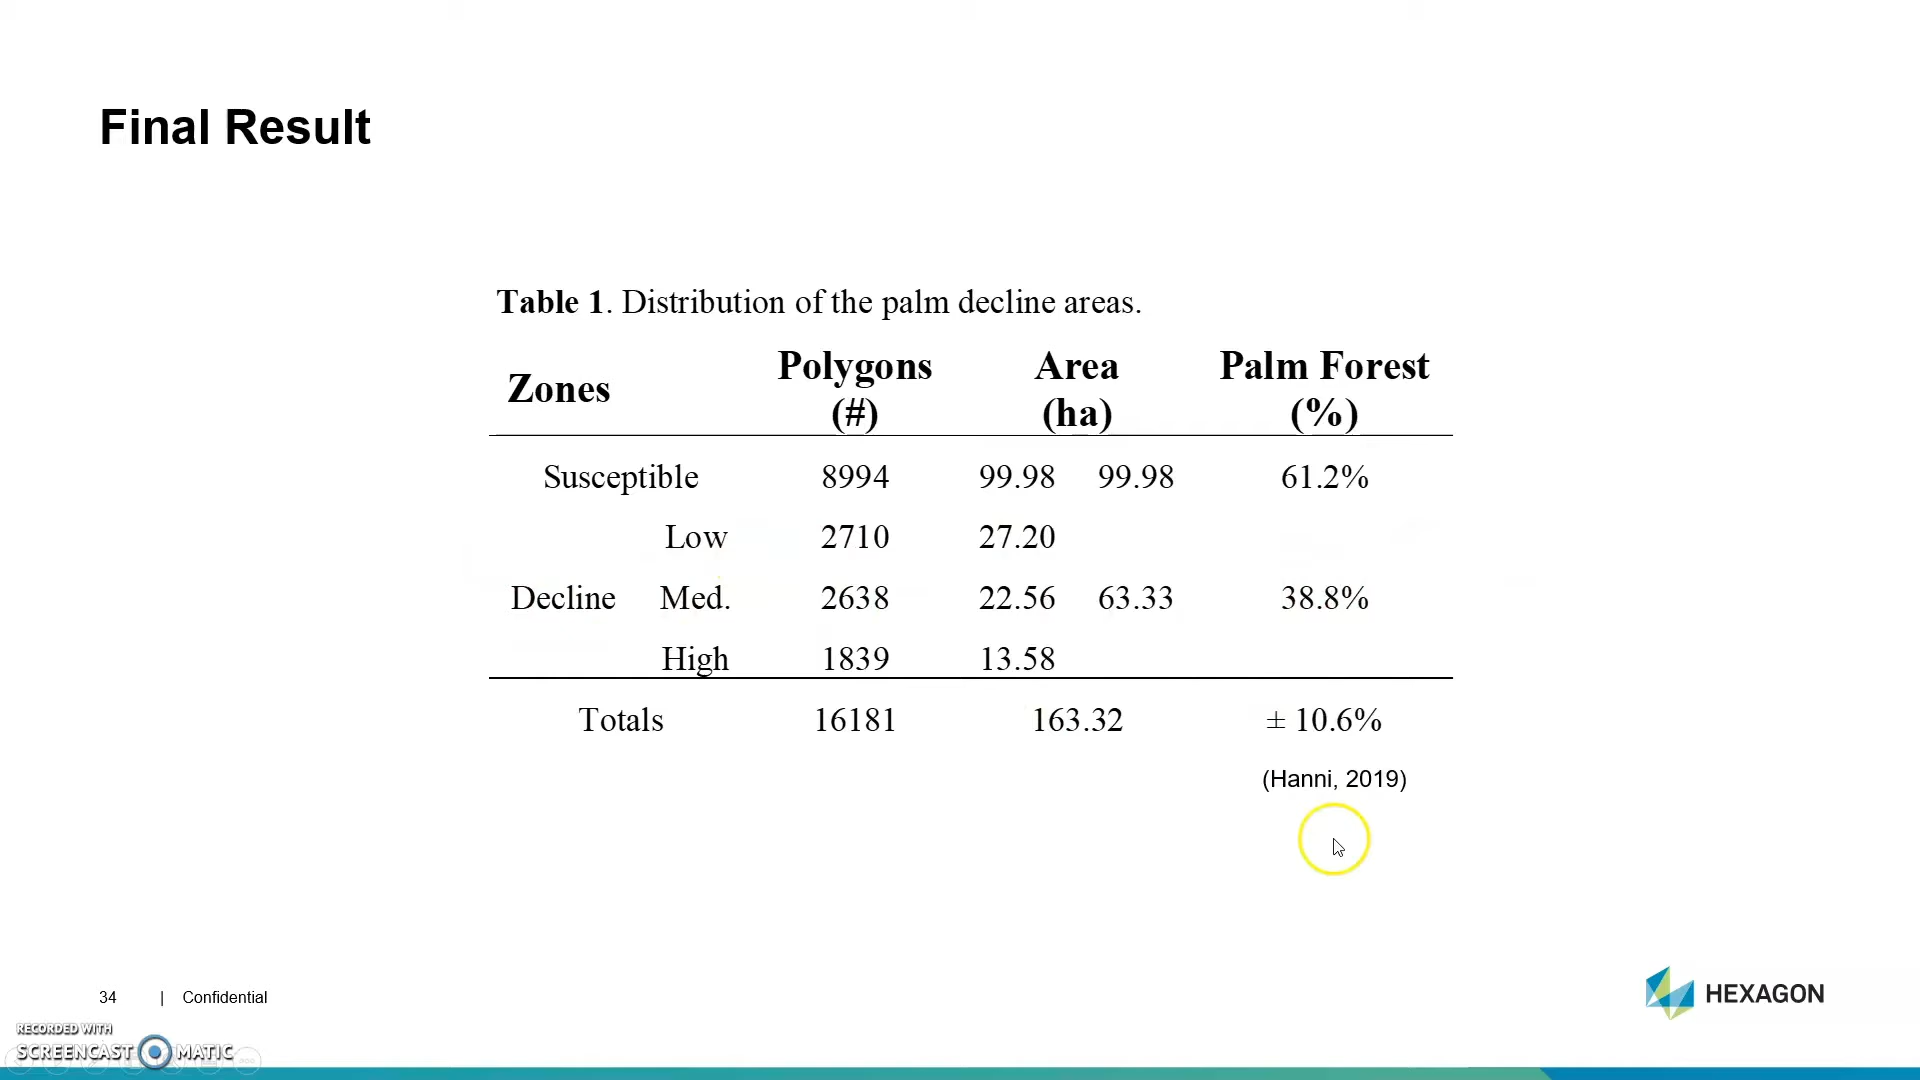 Final Result
Table 1. Distribution of the palm decline areas.
Zones Polygons (#) Area (ha) Palm Forest (%)
Susceptible 8994 99.98 99.98 61.2%
Low 2710 27.20
Decline Med. 2638 22.56 63.33 38.8%
High 1839 13.58
Totals 16181 163.32 ± 10.6%
(Hanni, 2019)
34 | Confidential
HEXAGON
RECORDED WITH
SCREENCAST MATIC